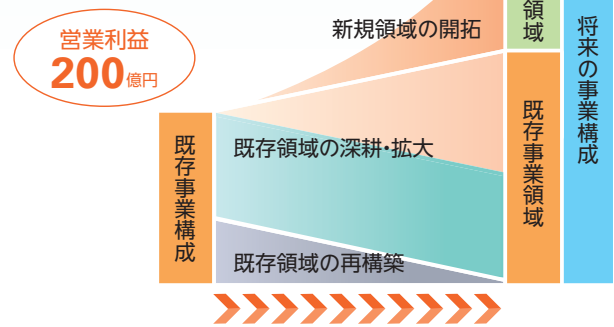 営業利益
200億円
新規領域の開拓
領域
将来の事業構成
既存領域の深耕・拡大
既存事業領域
既存事業構成
既存領域の再構築